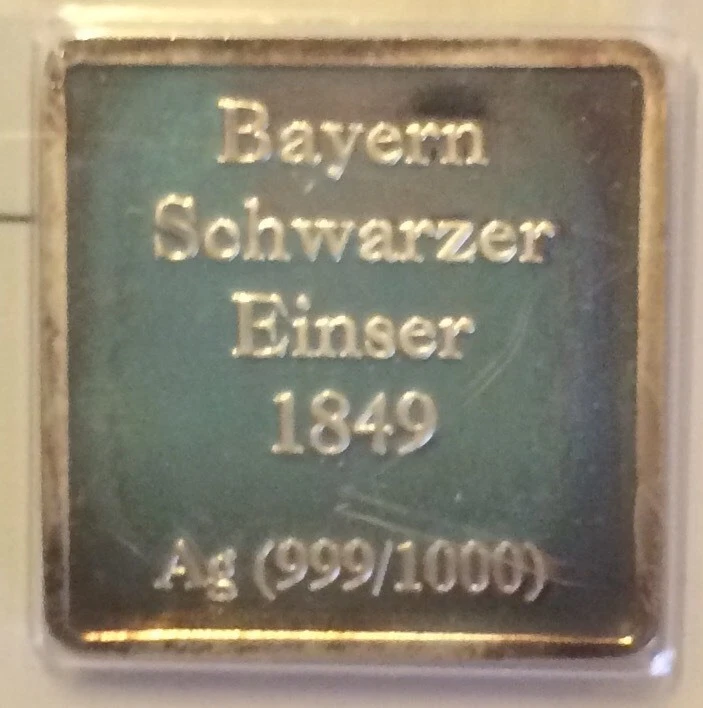 Bayern
Schwarzer
Einser
1849
Ag (999/1000)